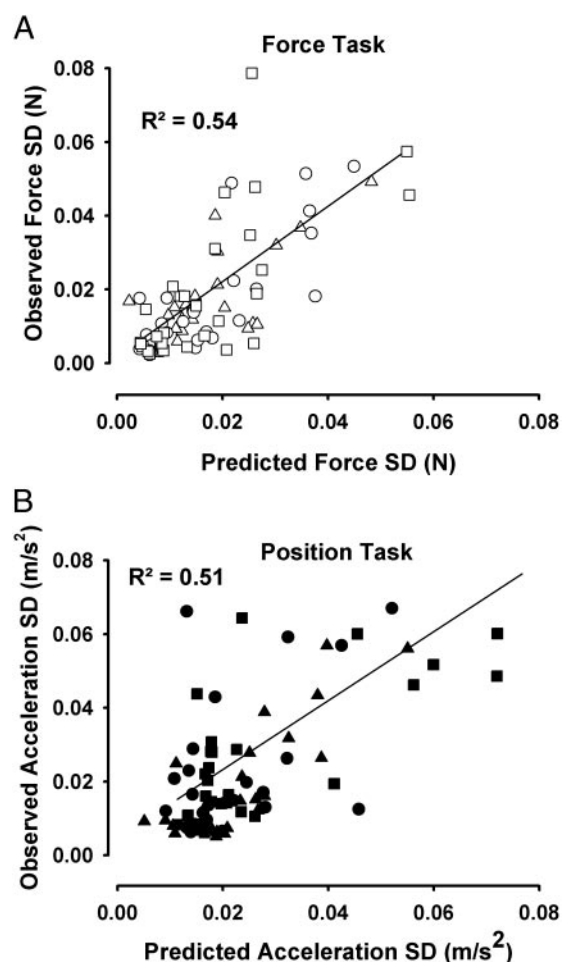 A
Force Task
0.08
R² = 0.54
0.06
0.04
0.02
0.00
Observed Force SD (N)
0.00 0.02 0.04 0.06 0.08
Predicted Force SD (N)
B
Position Task
0.08
R² = 0.51
0.06
0.04
0.02
0.00
Observed Acceleration SD (m/s²)
0.00 0.02 0.04 0.06 0.08
Predicted Acceleration SD (m/s²)